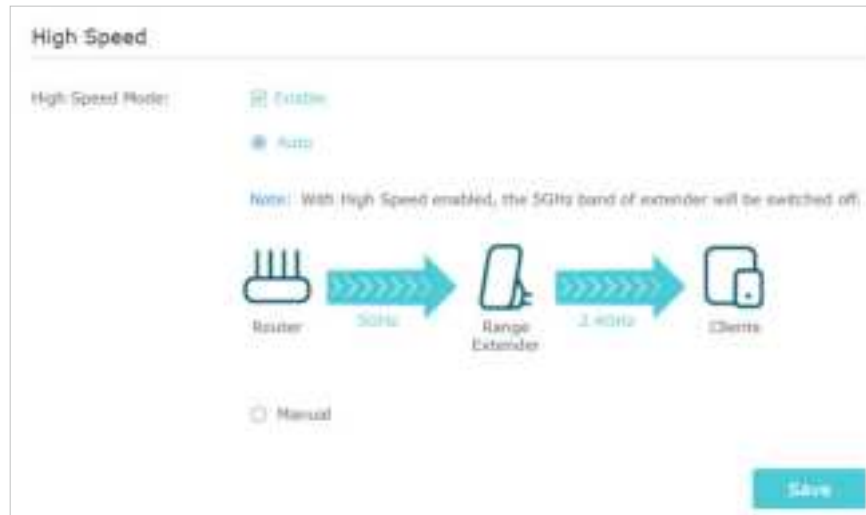 High Speed
High Speed Mode:
Enable
Auto
Note: With High Speed enabled, the 5GHz band of extender will be switched off.
Router
5GHz
Range
Extender
2.4GHz
Clients
Manual
Save